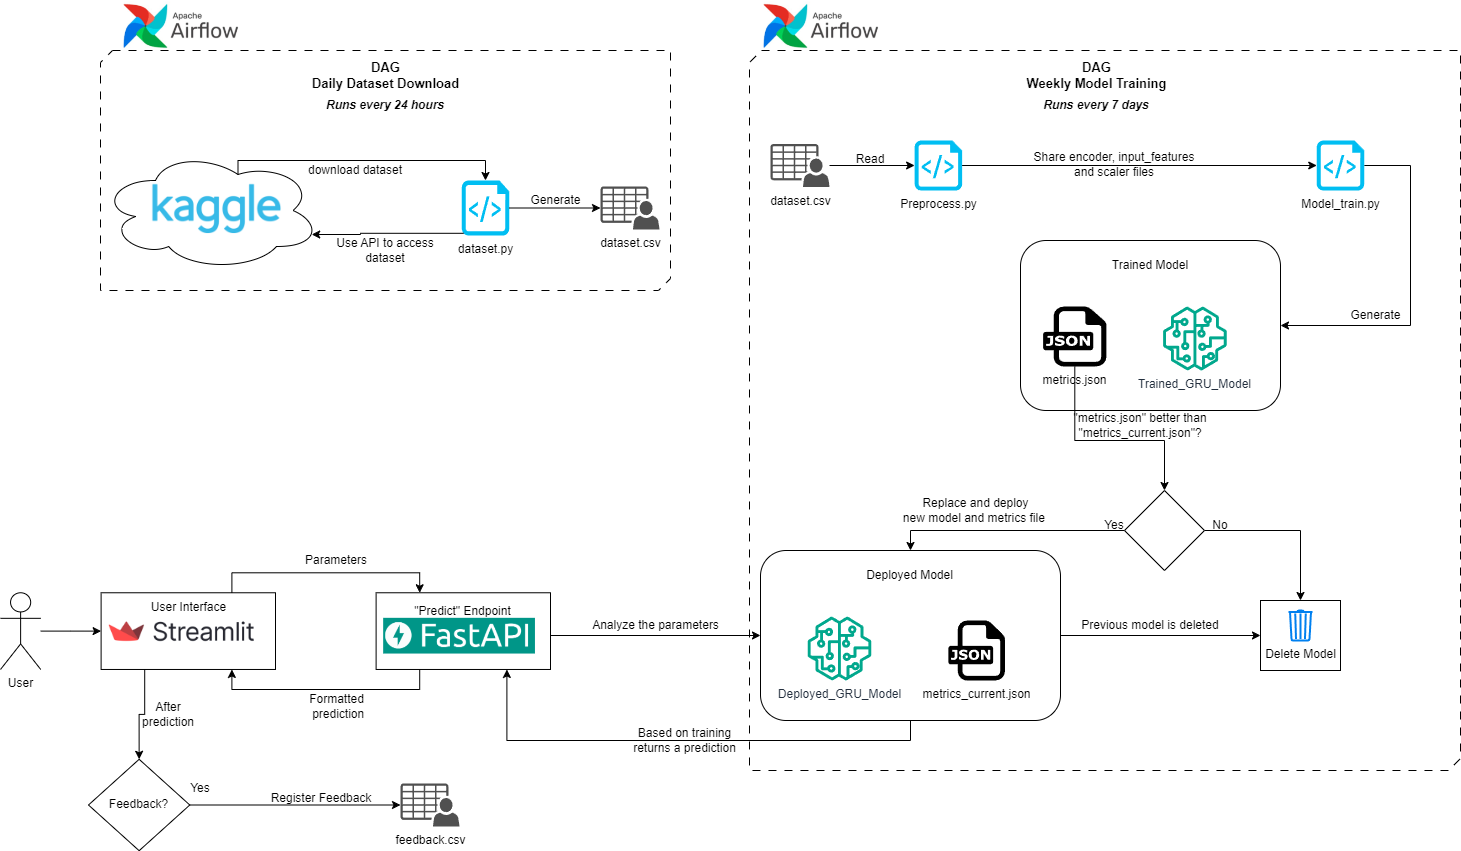 Apache
Airflow
DAG
Daily Dataset Download
Runs every 24 hours
download dataset
kaggle
Use API to access
dataset
dataset.py
Generate
dataset.csv
Apache
Airflow
DAG
Weekly Model Training
Runs every 7 days
dataset.csv
Read
Preprocess.py
Share encoder, input_features
and scaler files
Model_train.py
Generate
Trained Model
JSON
metrics.json
Trained_GRU_Model
"metrics.json" better than
"metrics_current.json"?
Yes
No
Replace and deploy
new model and metrics file
Deployed Model
Deployed_GRU_Model
JSON
metrics_current.json
Previous model is deleted
Delete Model
User
User Interface
Streamlit
Parameters
"Predict" Endpoint
FastAPI
Analyze the parameters
Formatted
prediction
Based on training
returns a prediction
After
prediction
Feedback?
Yes
Register Feedback
feedback.csv